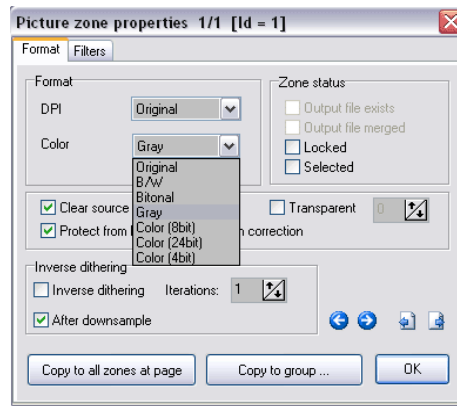 Picture zone properties 1/1 [Id = 1]
Format Filters
Format
DPI Original
Color Gray
Original
B/W
Bitonal
Gray
Color (8bit)
Color (24bit)
Color (4bit)
Zone status
Output file exists
Output file merged
Locked
Selected
Clear source
Transparent 0
Protect from correction
Inverse dithering
Inverse dithering Iterations: 1
After downsample
Copy to all zones at page Copy to group ... OK